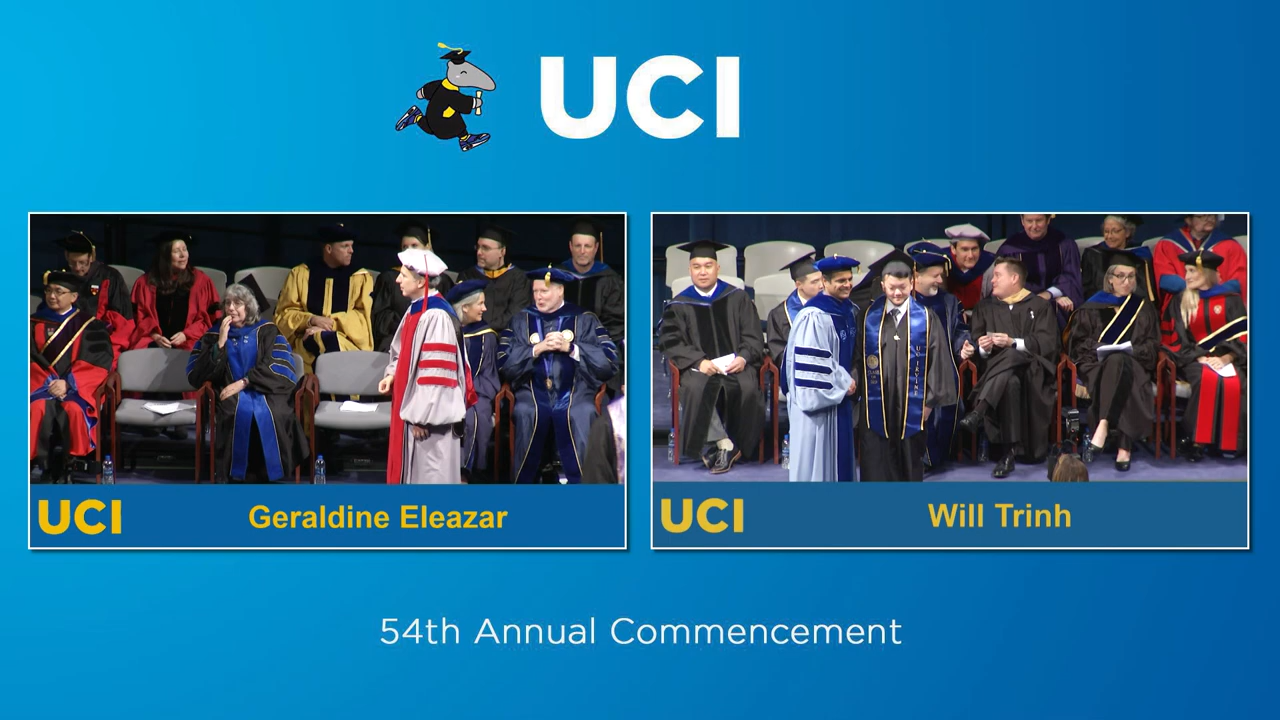 UCI
UCI
Geraldine Eleazar
UCI
Will Trinh
54th Annual Commencement